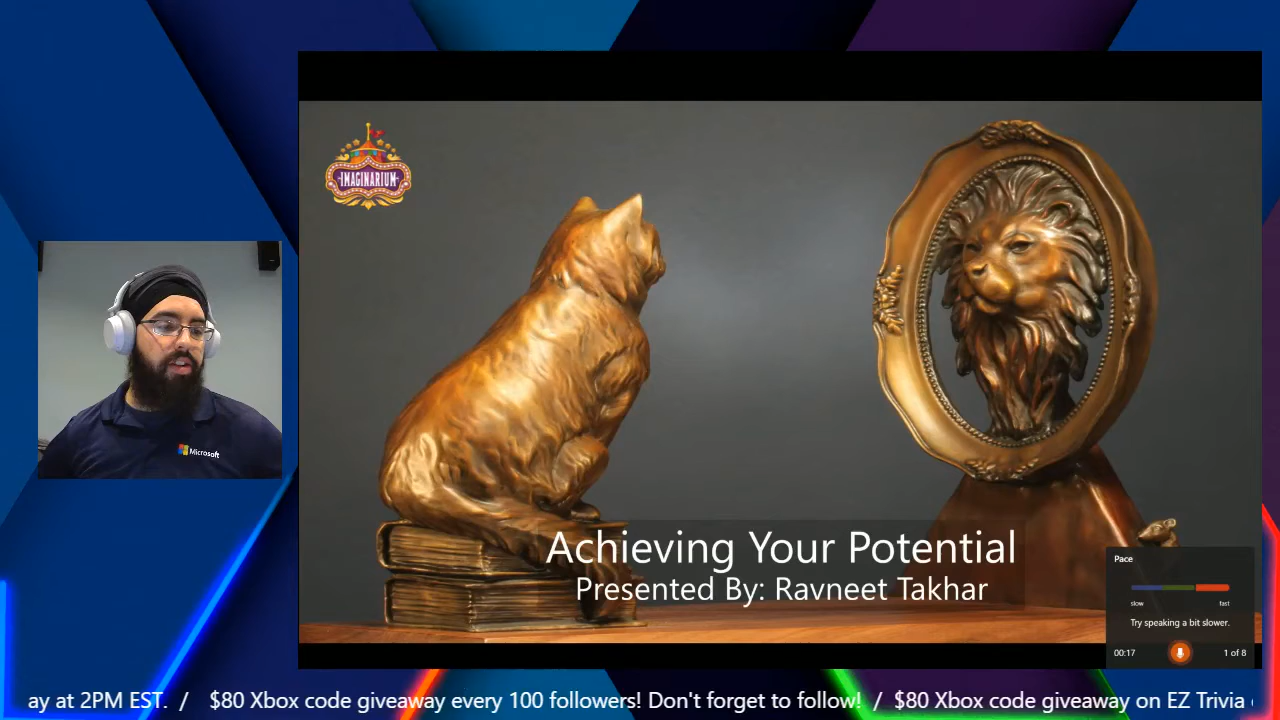 IMAGINARIUM
Microsoft
Achieving Your Potential
Presented By: Ravneet Takhar
Pace
slow fast
Try speaking a bit slower.
00:17 1 of 8
ay at 2PM EST. / $80 Xbox code giveaway every 100 followers! Don't forget to follow! / $80 Xbox code giveaway on EZ Trivia